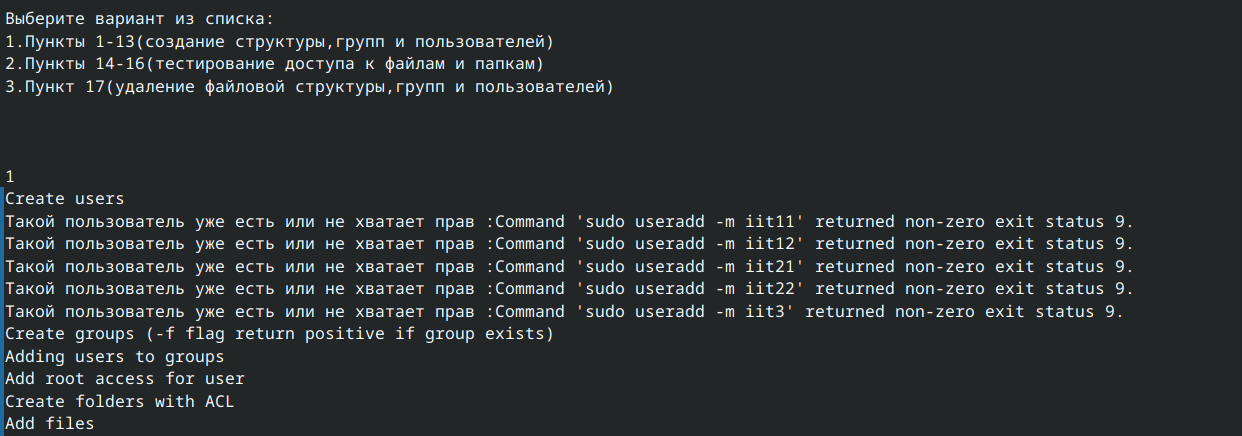 Выберите вариант из списка:
1.Пункты 1-13(создание структуры,групп и пользователей)
2.Пункты 14-16(тестирование доступа к файлам и папкам)
3.Пункт 17(удаление файловой структуры,групп и пользователей)
1
Create users
Такой пользователь уже есть или не хватает прав :Command 'sudo useradd -m iit11' returned non-zero exit status 9.
Такой пользователь уже есть или не хватает прав :Command 'sudo useradd -m iit12' returned non-zero exit status 9.
Такой пользователь уже есть или не хватает прав :Command 'sudo useradd -m iit21' returned non-zero exit status 9.
Такой пользователь уже есть или не хватает прав :Command 'sudo useradd -m iit22' returned non-zero exit status 9.
Такой пользователь уже есть или не хватает прав :Command 'sudo useradd -m iit3' returned non-zero exit status 9.
Create groups (-f flag return positive if group exists)
Adding users to groups
Add root access for user
Create folders with ACL
Add files